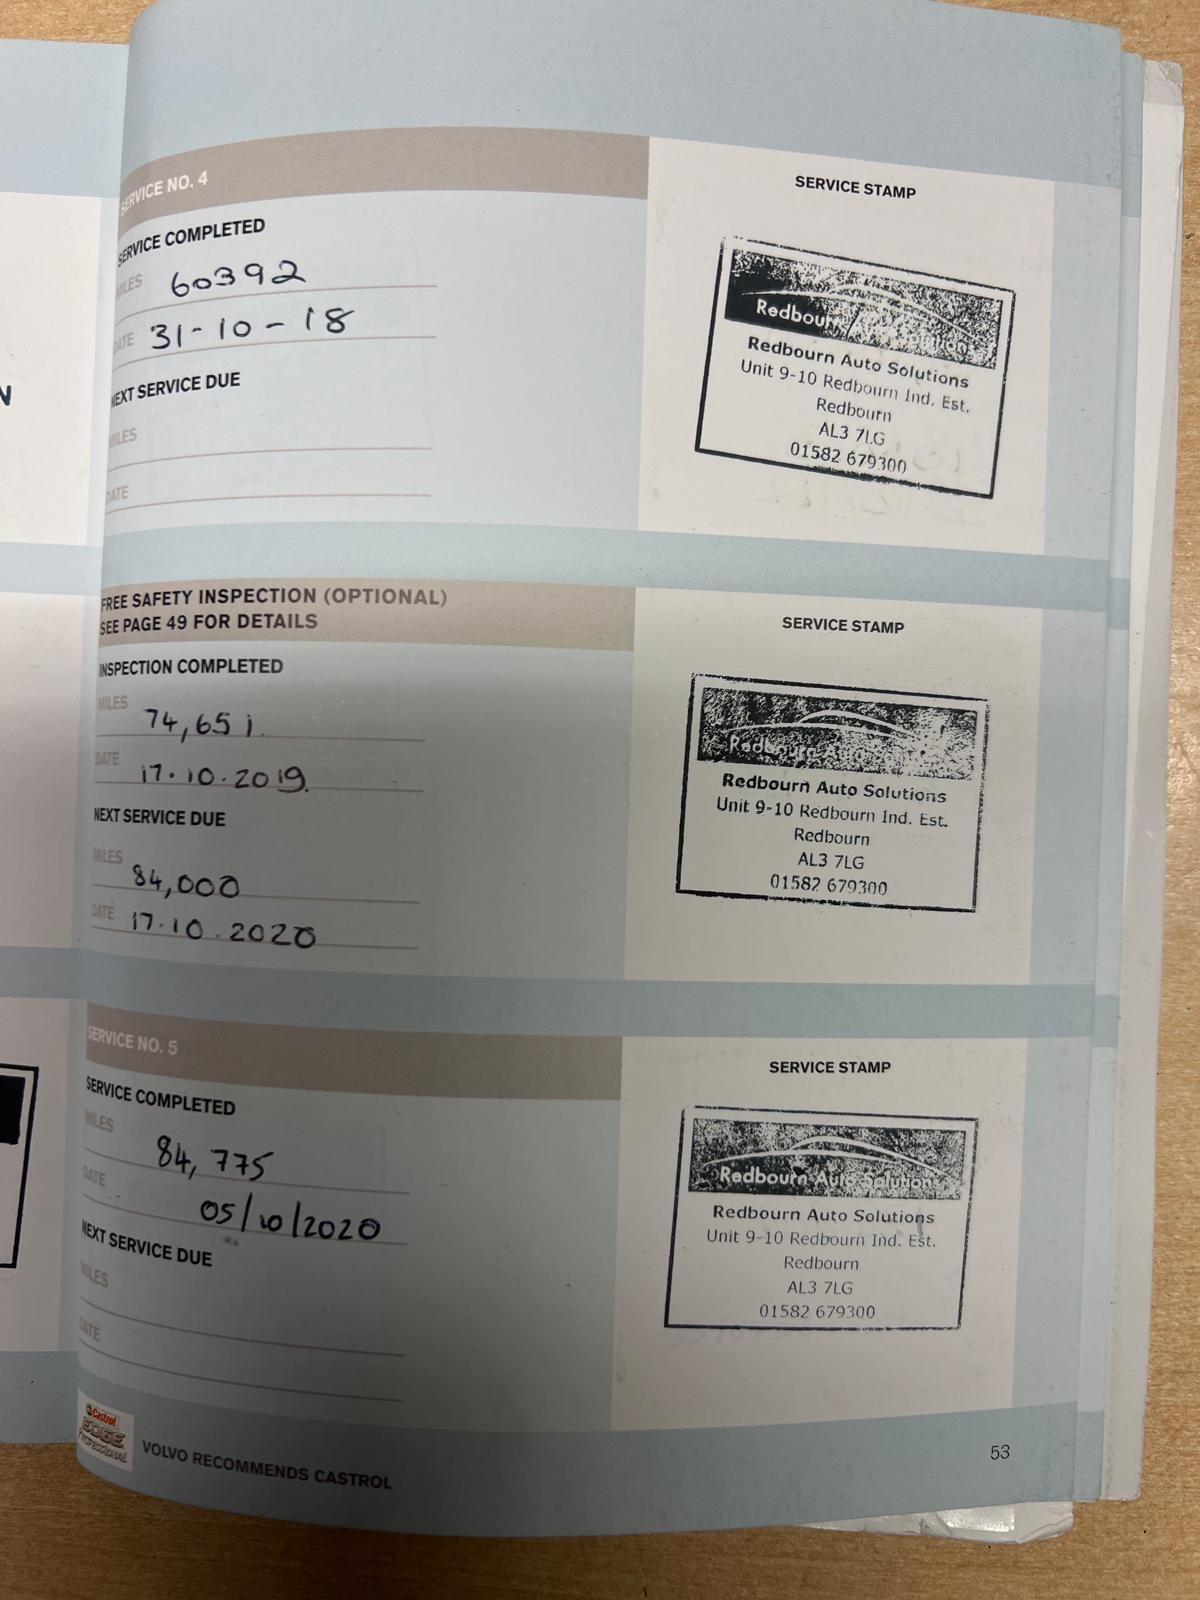 N
SERVICE NO. 4
SERVICE COMPLETED
MILES 60392
DATE 31-10-18
NEXT SERVICE DUE
MILES
DATE
SERVICE STAMP
Redbourn
Redbourn Auto Solutions
Unit 9-10 Redbourn Ind. Est.
Redbourn
AL3 7LG
01582 679300
FREE SAFETY INSPECTION (OPTIONAL)
SEE PAGE 49 FOR DETAILS
INSPECTION COMPLETED
MILES 74,651.
DATE 17.10.2019.
NEXT SERVICE DUE
MILES 84,000
DATE 17.10.2020
SERVICE STAMP
Redbourn Auto
Redbourn Auto Solutions
Unit 9-10 Redbourn Ind. Est.
Redbourn
AL3 7LG
01582 679300
SERVICE NO. 5
SERVICE COMPLETED
MILES 84,775
DATE 05/10/2020
NEXT SERVICE DUE
MILES
DATE
SERVICE STAMP
Redbourn Auto Solutions
Redbourn Auto Solutions
Unit 9-10 Redbourn Ind. Est.
Redbourn
AL3 7LG
01582 679300
Castrol
EDGE
PROFESSIONAL
VOLVO RECOMMENDS CASTROL
53